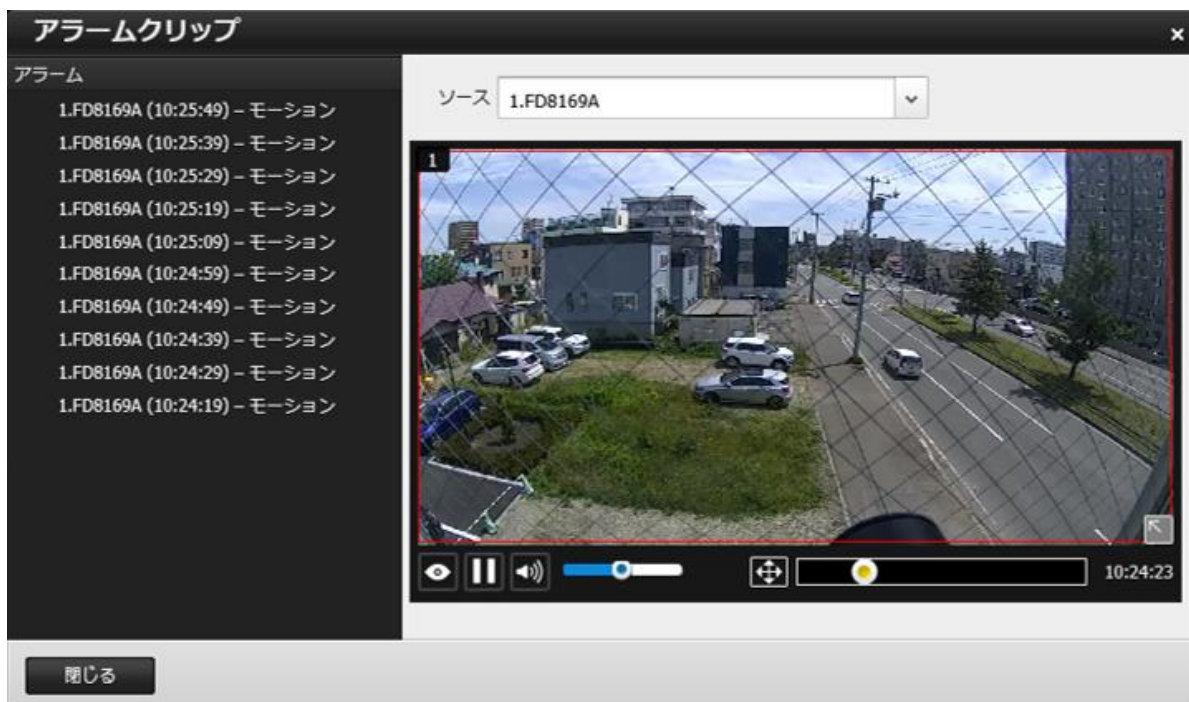 アラームクリップ
×
アラーム
1.FD8169A (10:25:49) – モーション
1.FD8169A (10:25:39) – モーション
1.FD8169A (10:25:29) – モーション
1.FD8169A (10:25:19) – モーション
1.FD8169A (10:25:09) – モーション
1.FD8169A (10:24:59) – モーション
1.FD8169A (10:24:49) – モーション
1.FD8169A (10:24:39) – モーション
1.FD8169A (10:24:29) – モーション
1.FD8169A (10:24:19) – モーション
ソース 1.FD8169A
1
10:24:23
閉じる